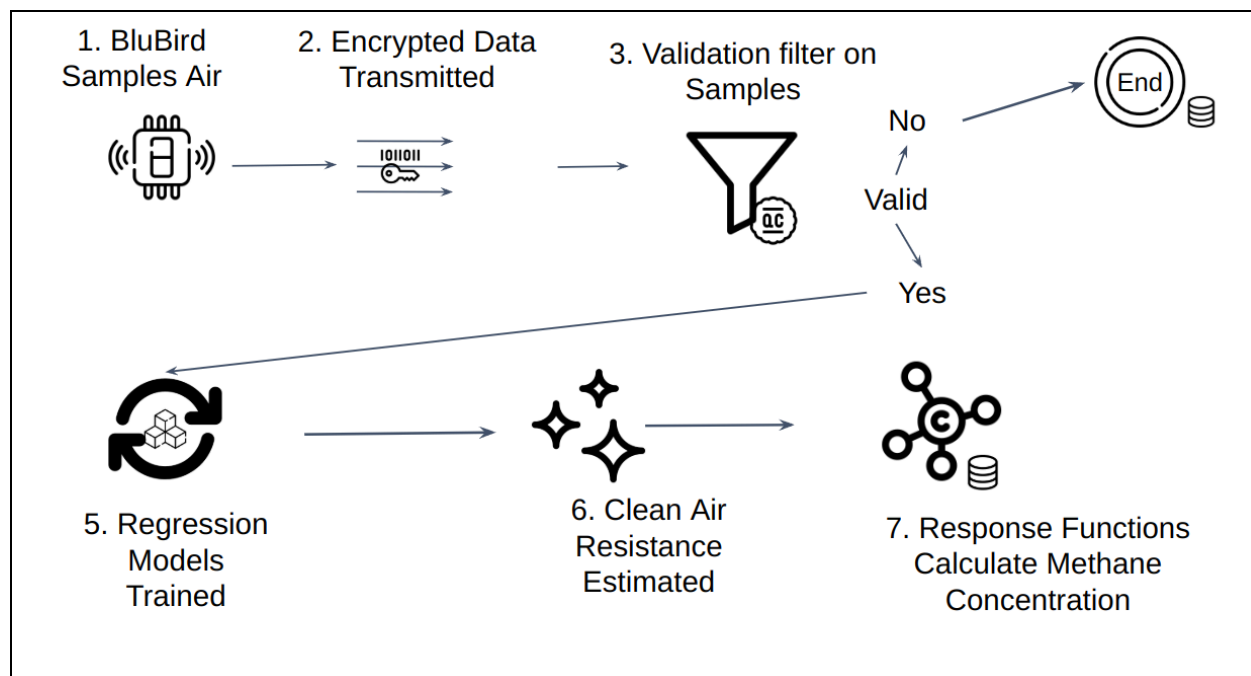 1. BluBird
Samples Air
2. Encrypted Data
Transmitted
3. Validation filter on
Samples
1011011
QC
No
Valid
Yes
End
C
5. Regression
Models
Trained
6. Clean Air
Resistance
Estimated
7. Response Functions
Calculate Methane
Concentration